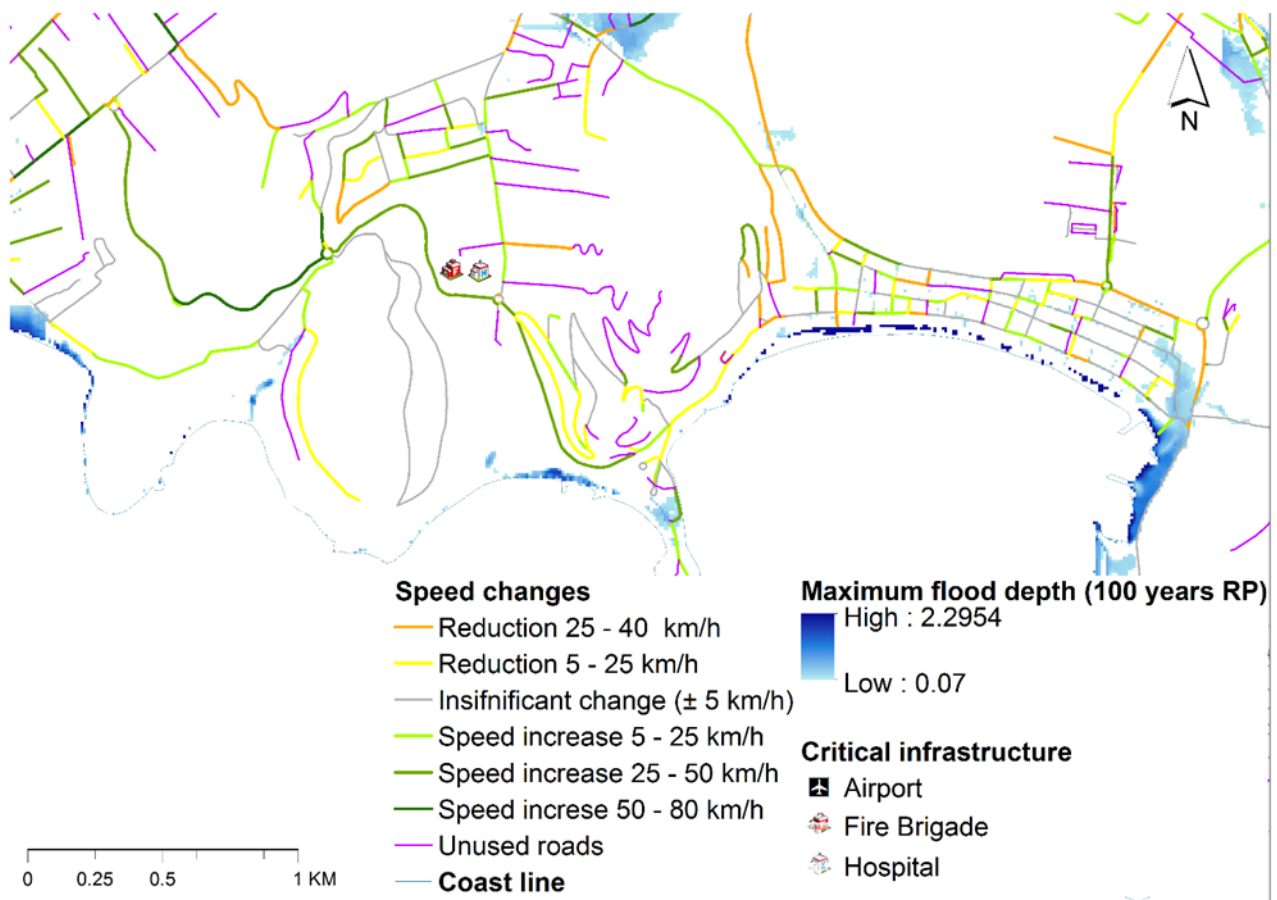 N
Speed changes
Reduction 25 - 40 km/h
Reduction 5 - 25 km/h
Insifnificant change (± 5 km/h)
Speed increase 5 - 25 km/h
Speed increase 25 - 50 km/h
Speed increse 50 - 80 km/h
Unused roads
Coast line
Maximum flood depth (100 years RP)
High : 2.2954
Low : 0.07
Critical infrastructure
Airport
Fire Brigade
Hospital
0 0.25 0.5 1 KM